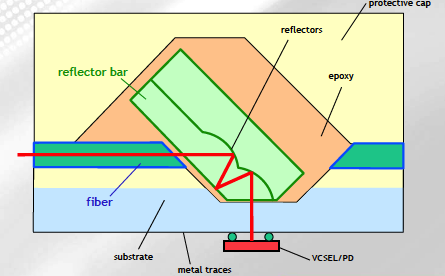 protective cap
reflectors
reflector bar
epoxy
fiber
substrate
VCSEL/PD
metal traces